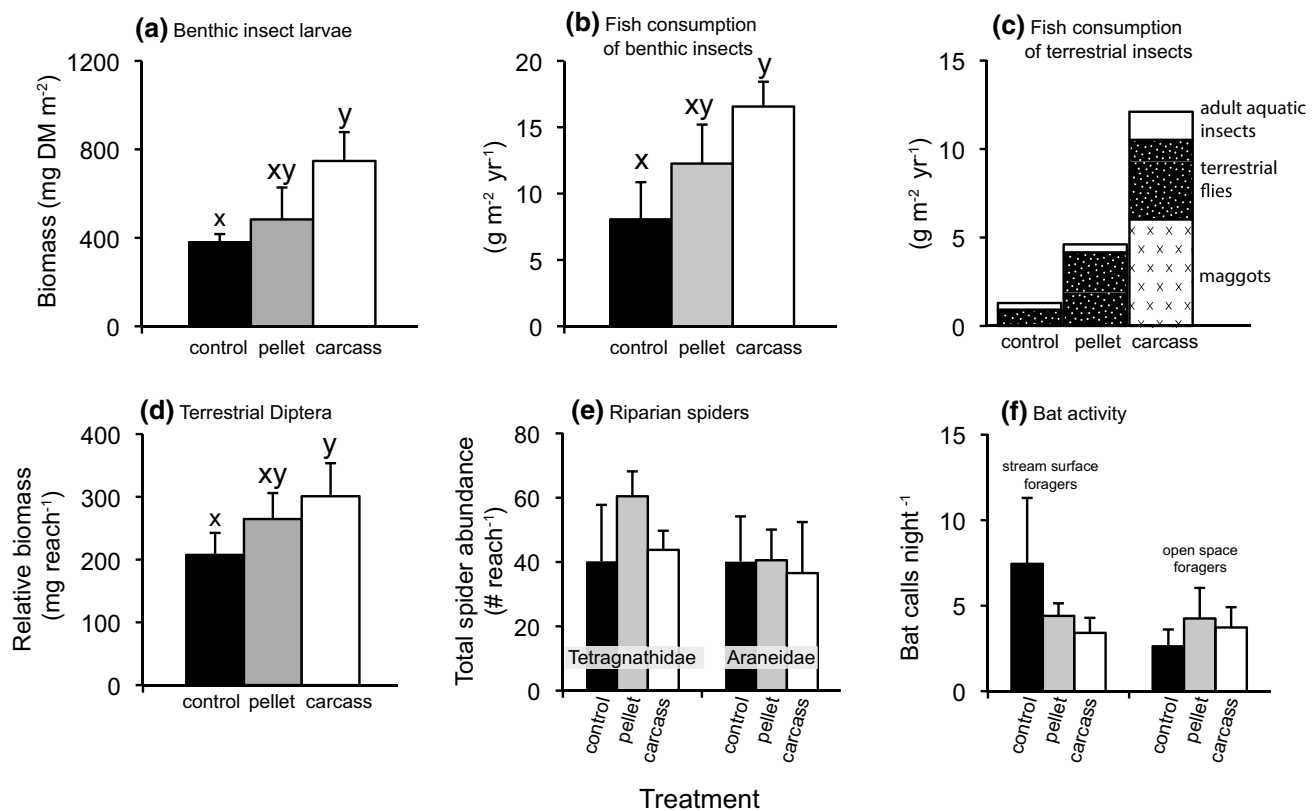 (a) Benthic insect larvae
Biomass (mg DM m⁻²)
1200
800
400
0
x
xy
y
control pellet carcass
(b) Fish consumption
of benthic insects
(g m⁻² yr⁻¹)
20
15
10
5
0
x
xy
y
control pellet carcass
(c) Fish consumption
of terrestrial insects
(g m⁻² yr⁻¹)
15
10
5
0
adult aquatic
insects
terrestrial
flies
maggots
control pellet carcass
(d) Terrestrial Diptera
Relative biomass
(mg reach⁻¹)
400
300
200
100
0
x
xy
y
control pellet carcass
(e) Riparian spiders
Total spider abundance
(# reach⁻¹)
80
60
40
20
0
Tetragnathidae Araneidae
control pellet carcass control pellet carcass
(f) Bat activity
Bat calls night ⁻¹
15
10
5
0
stream surface
foragers
open space
foragers
control pellet carcass control pellet carcass
Treatment